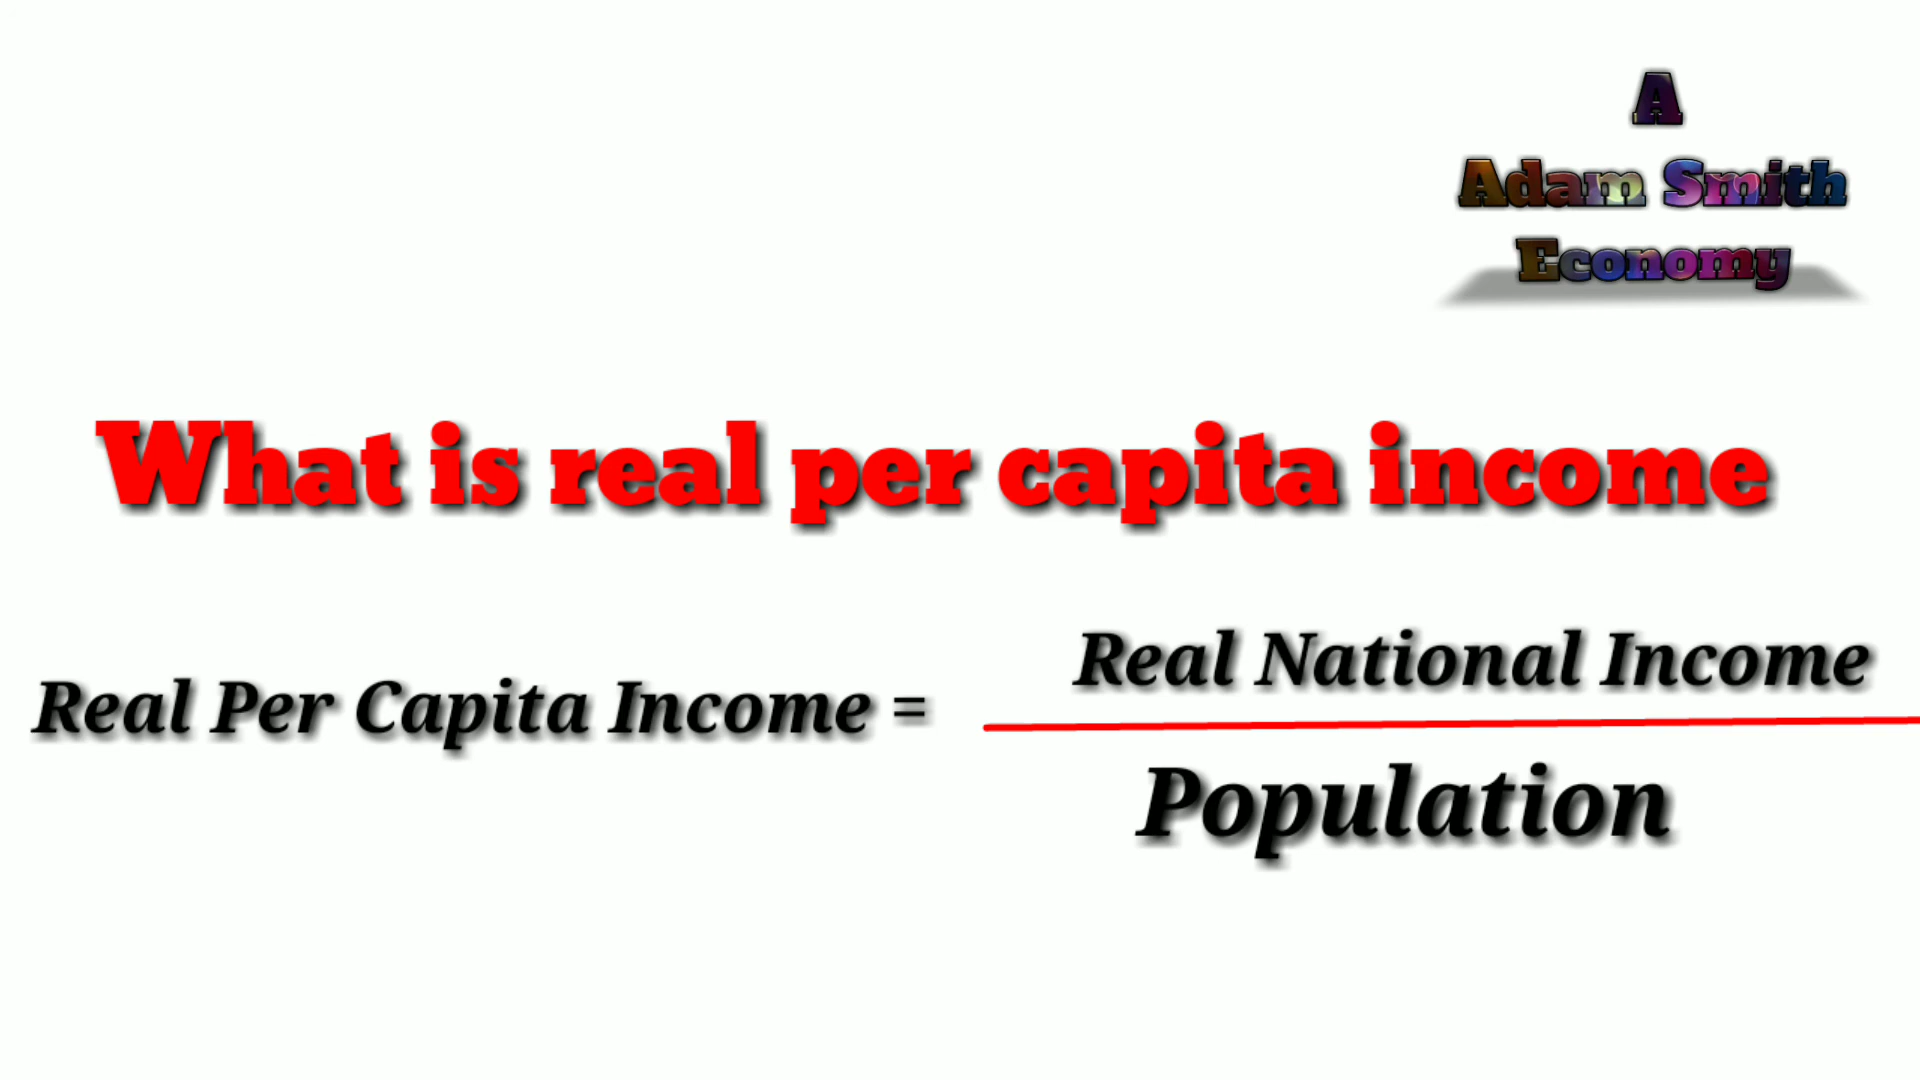 A
Adam Smith
Economy
What is real per capita income
Real Per Capita Income =
Real National Income
Population